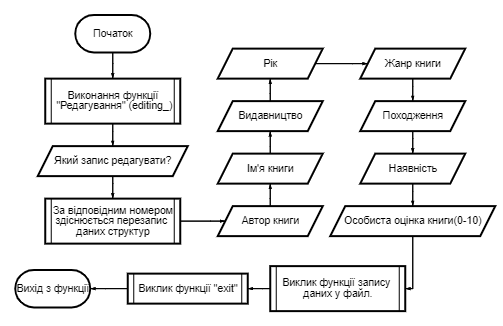 Початок
Виконання функції
"Редагування" (editing_)
Який запис редагувати?
За відповідним номером
здіснюється перезапис
даних структур
Автор книги
Ім'я книги
Видавництво
Рік
Жанр книги
Походження
Наявність
Особиста оцінка книги(0-10)
Виклик функції запису
даних у файл.
Виклик функції "exit"
Вихід з функції